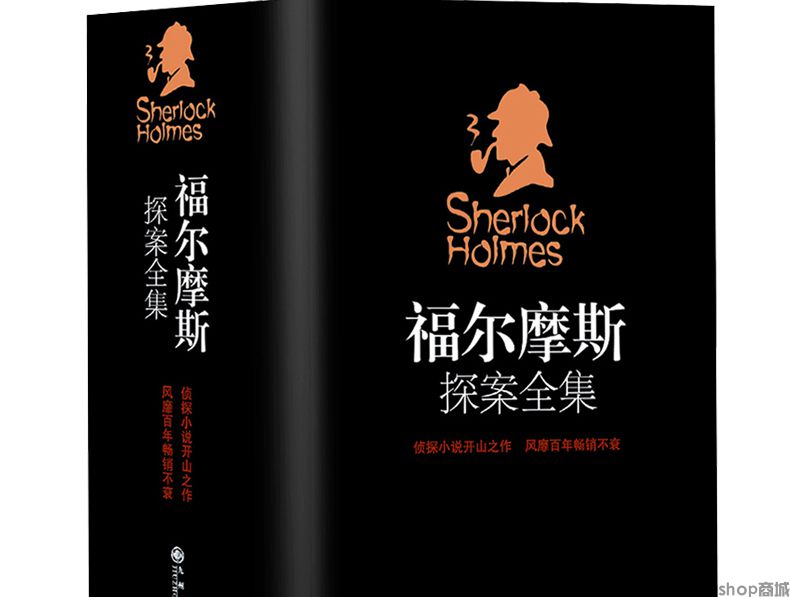 Sherlock
Holmes
福尔摩斯
探案全集
侦探小说开山之作
风靡百年畅销不衰
九州
Sherlock
Holmes
福尔摩斯
探案全集
侦探小说开山之作 风靡百年畅销不衰
shop商城